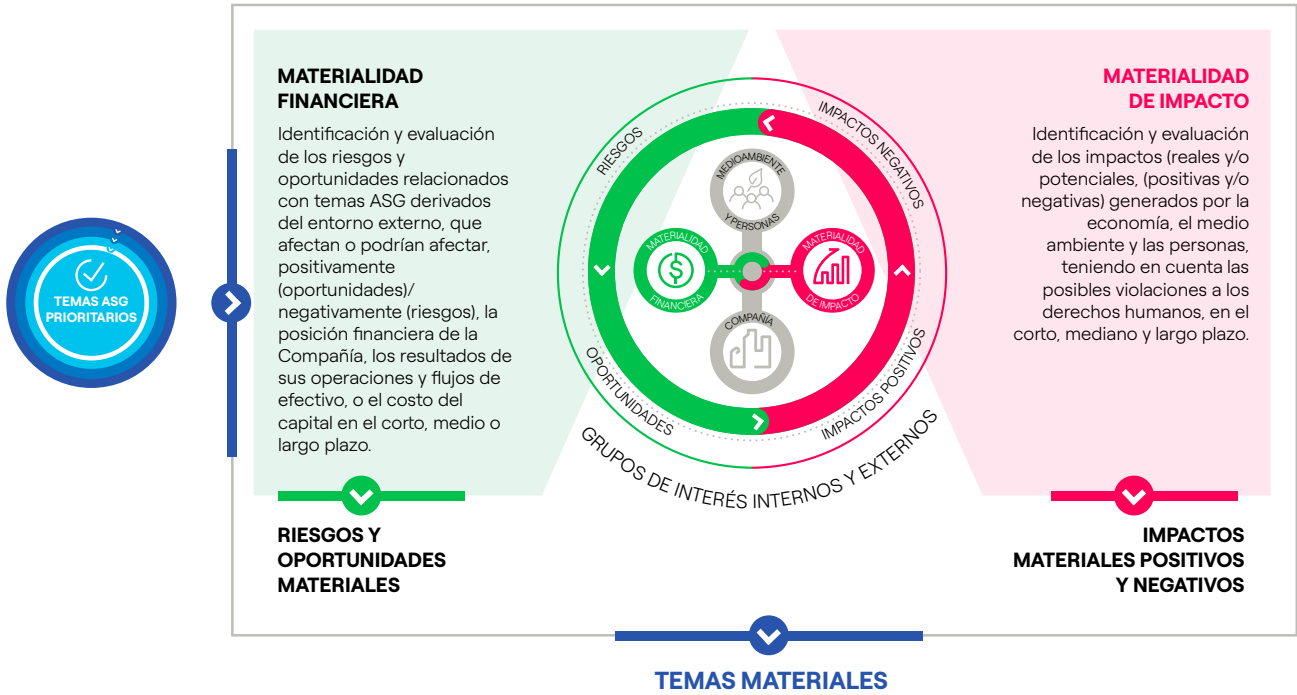 TEMAS ASG
PRIORITARIOS
MATERIALIDAD
FINANCIERA
Identificación y evaluación
de los riesgos y
oportunidades relacionados
con temas ASG derivados
del entorno externo, que
afectan o podrían afectar,
positivamente
(oportunidades)/
negativamente (riesgos), la
posición financiera de la
Compañía, los resultados de
sus operaciones y flujos de
efectivo, o el costo del
capital en el corto, medio o
largo plazo.
RIESGOS Y
OPORTUNIDADES
MATERIALES
RIESGOS
OPORTUNIDADES
IMPACTOS NEGATIVOS
IMPACTOS POSITIVOS
MEDIOAMBIENTE
Y PERSONAS
MATERIALIDAD
FINANCIERA
MATERIALIDAD
DE IMPACTO
COMPAÑÍA
GRUPOS DE INTERÉS INTERNOS Y EXTERNOS
MATERIALIDAD
DE IMPACTO
Identificación y evaluación
de los impactos (reales y/o
potenciales, (positivas y/o
negativas) generados por la
economía, el medio
ambiente y las personas,
teniendo en cuenta las
posibles violaciones a los
derechos humanos, en el
corto, mediano y largo plazo.
IMPACTOS
MATERIALES POSITIVOS
Y NEGATIVOS
TEMAS MATERIALES